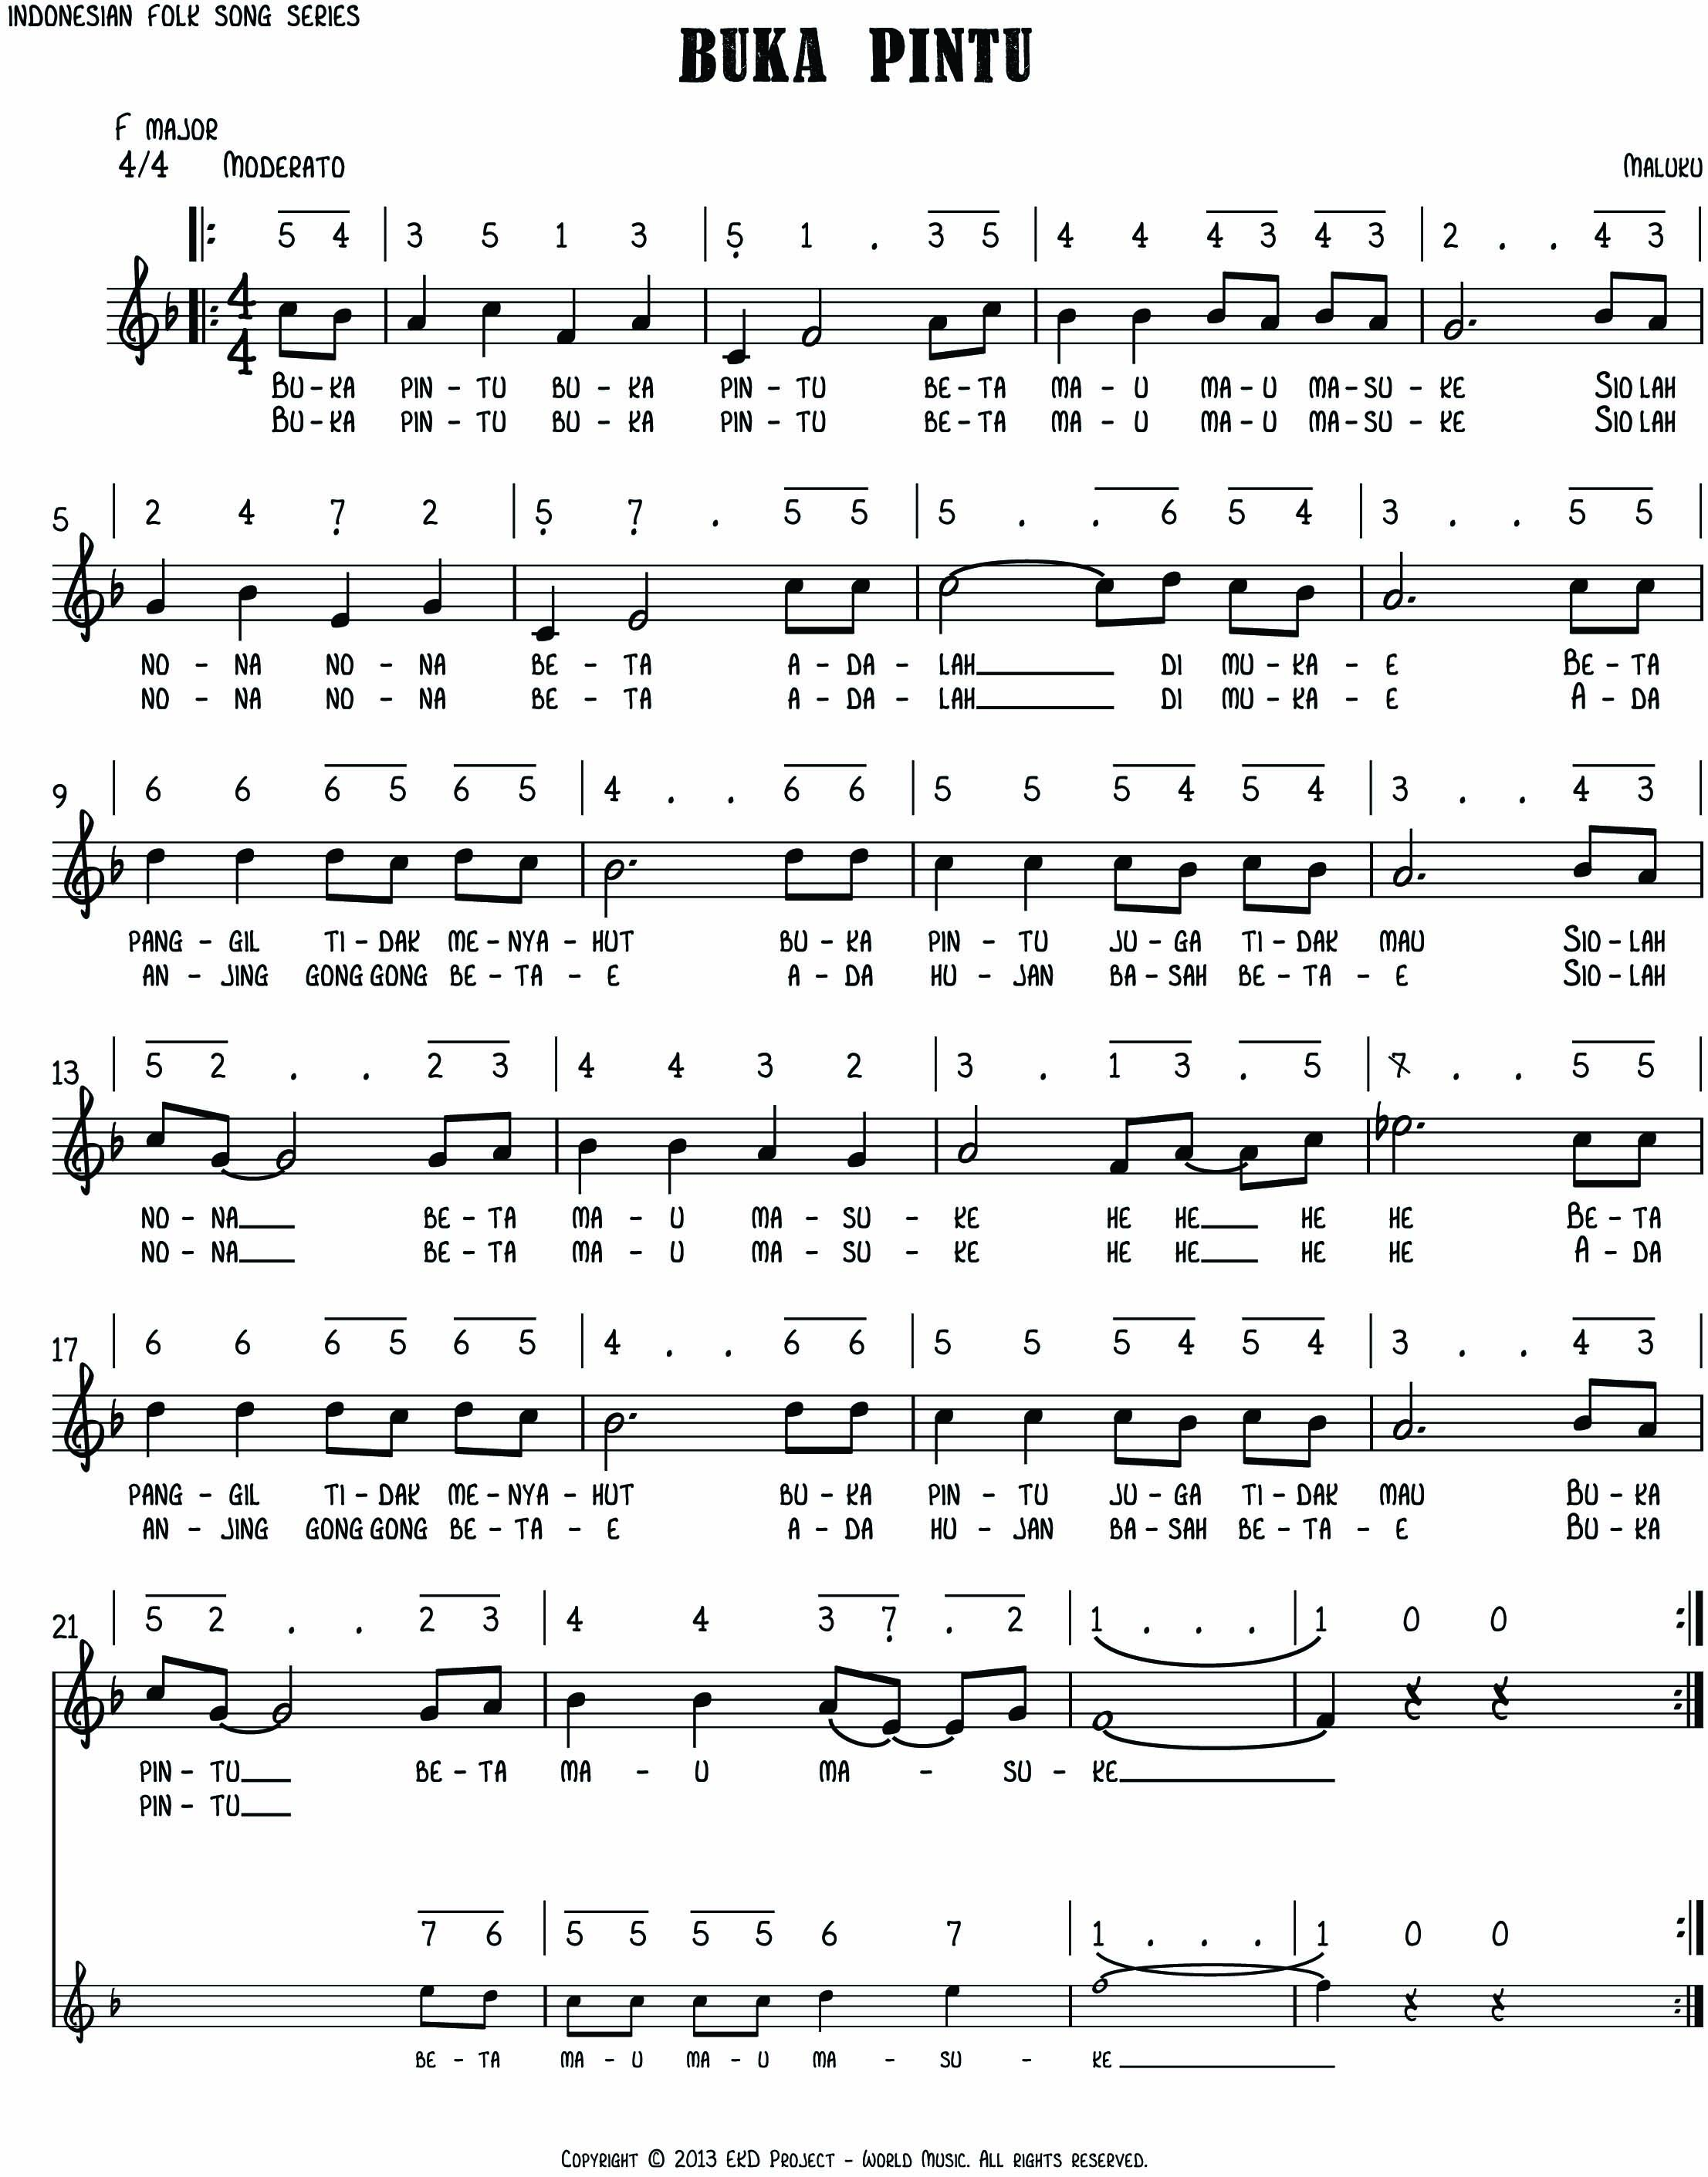 INDONESIAN FOLK SONG SERIES
BUKA PINTU
F MAJOR
4/4 MODERATO MALUKU
5 4 | 3 5 1 3 | 5 1 . 3 5 | 4 4 4 3 4 3 | 2 . . 4 3 |
4
4
BU-KA PIN-TU BU-KA PIN-TU BE-TA MA-U MA-U MA-SU-KE SIO LAH
BU-KA PIN-TU BU-KA PIN-TU BE-TA MA-U MA-U MA-SU-KE SIO LAH
5 | 2 4 7 2 | 5 7 . 5 5 | 5 . . 6 5 4 | 3 . . 5 5 |
NO-NA NO-NA BE-TA A-DA-LAH DI MU-KA-E BE-TA
NO-NA NO-NA BE-TA A-DA-LAH DI MU-KA-E A-DA
9 | 6 6 6 5 6 5 | 4 . . 6 6 | 5 5 5 4 5 4 | 3 . . 4 3 |
PANG-GIL TI-DAK ME-NYA-HUT BU-KA PIN-TU JU-GA TI-DAK MAU SIO-LAH
AN-JING GONG GONG BE-TA-E A-DA HU-JAN BA-SAH BE-TA-E SIO-LAH
13 | 5 2 . . 2 3 | 4 4 3 2 | 3 . 1 3 . 5 | 7 . . 5 5 |
NO-NA BE-TA MA-U MA-SU-KE HE HE HE HE BE-TA
NO-NA BE-TA MA-U MA-SU-KE HE HE HE HE A-DA
17 | 6 6 6 5 6 5 | 4 . . 6 6 | 5 5 5 4 5 4 | 3 . . 4 3 |
PANG-GIL TI-DAK ME-NYA-HUT BU-KA PIN-TU JU-GA TI-DAK MAU BU-KA
AN-JING GONG GONG BE-TA-E A-DA HU-JAN BA-SAH BE-TA-E BU-KA
21 | 5 2 . . 2 3 | 4 4 3 7 . 2 | 1 . . . | 1 0 0 :|
PIN-TU BE-TA MA-U MA-SU-KE
PIN-TU
7 6 | 5 5 5 5 6 7 | 1 . . . | 1 0 0 :|
BE-TA MA-U MA-U MA-SU-KE
COPYRIGHT © 2013 EKD PROJECT - WORLD MUSIC. ALL RIGHTS RESERVED.